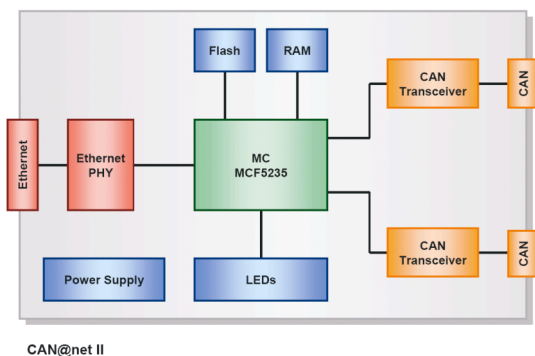 Flash
RAM
CAN
Transceiver
CAN
Ethernet
Ethernet
PHY
MC
MCF5235
CAN
Transceiver
CAN
Power Supply
LEDs
CAN@net II